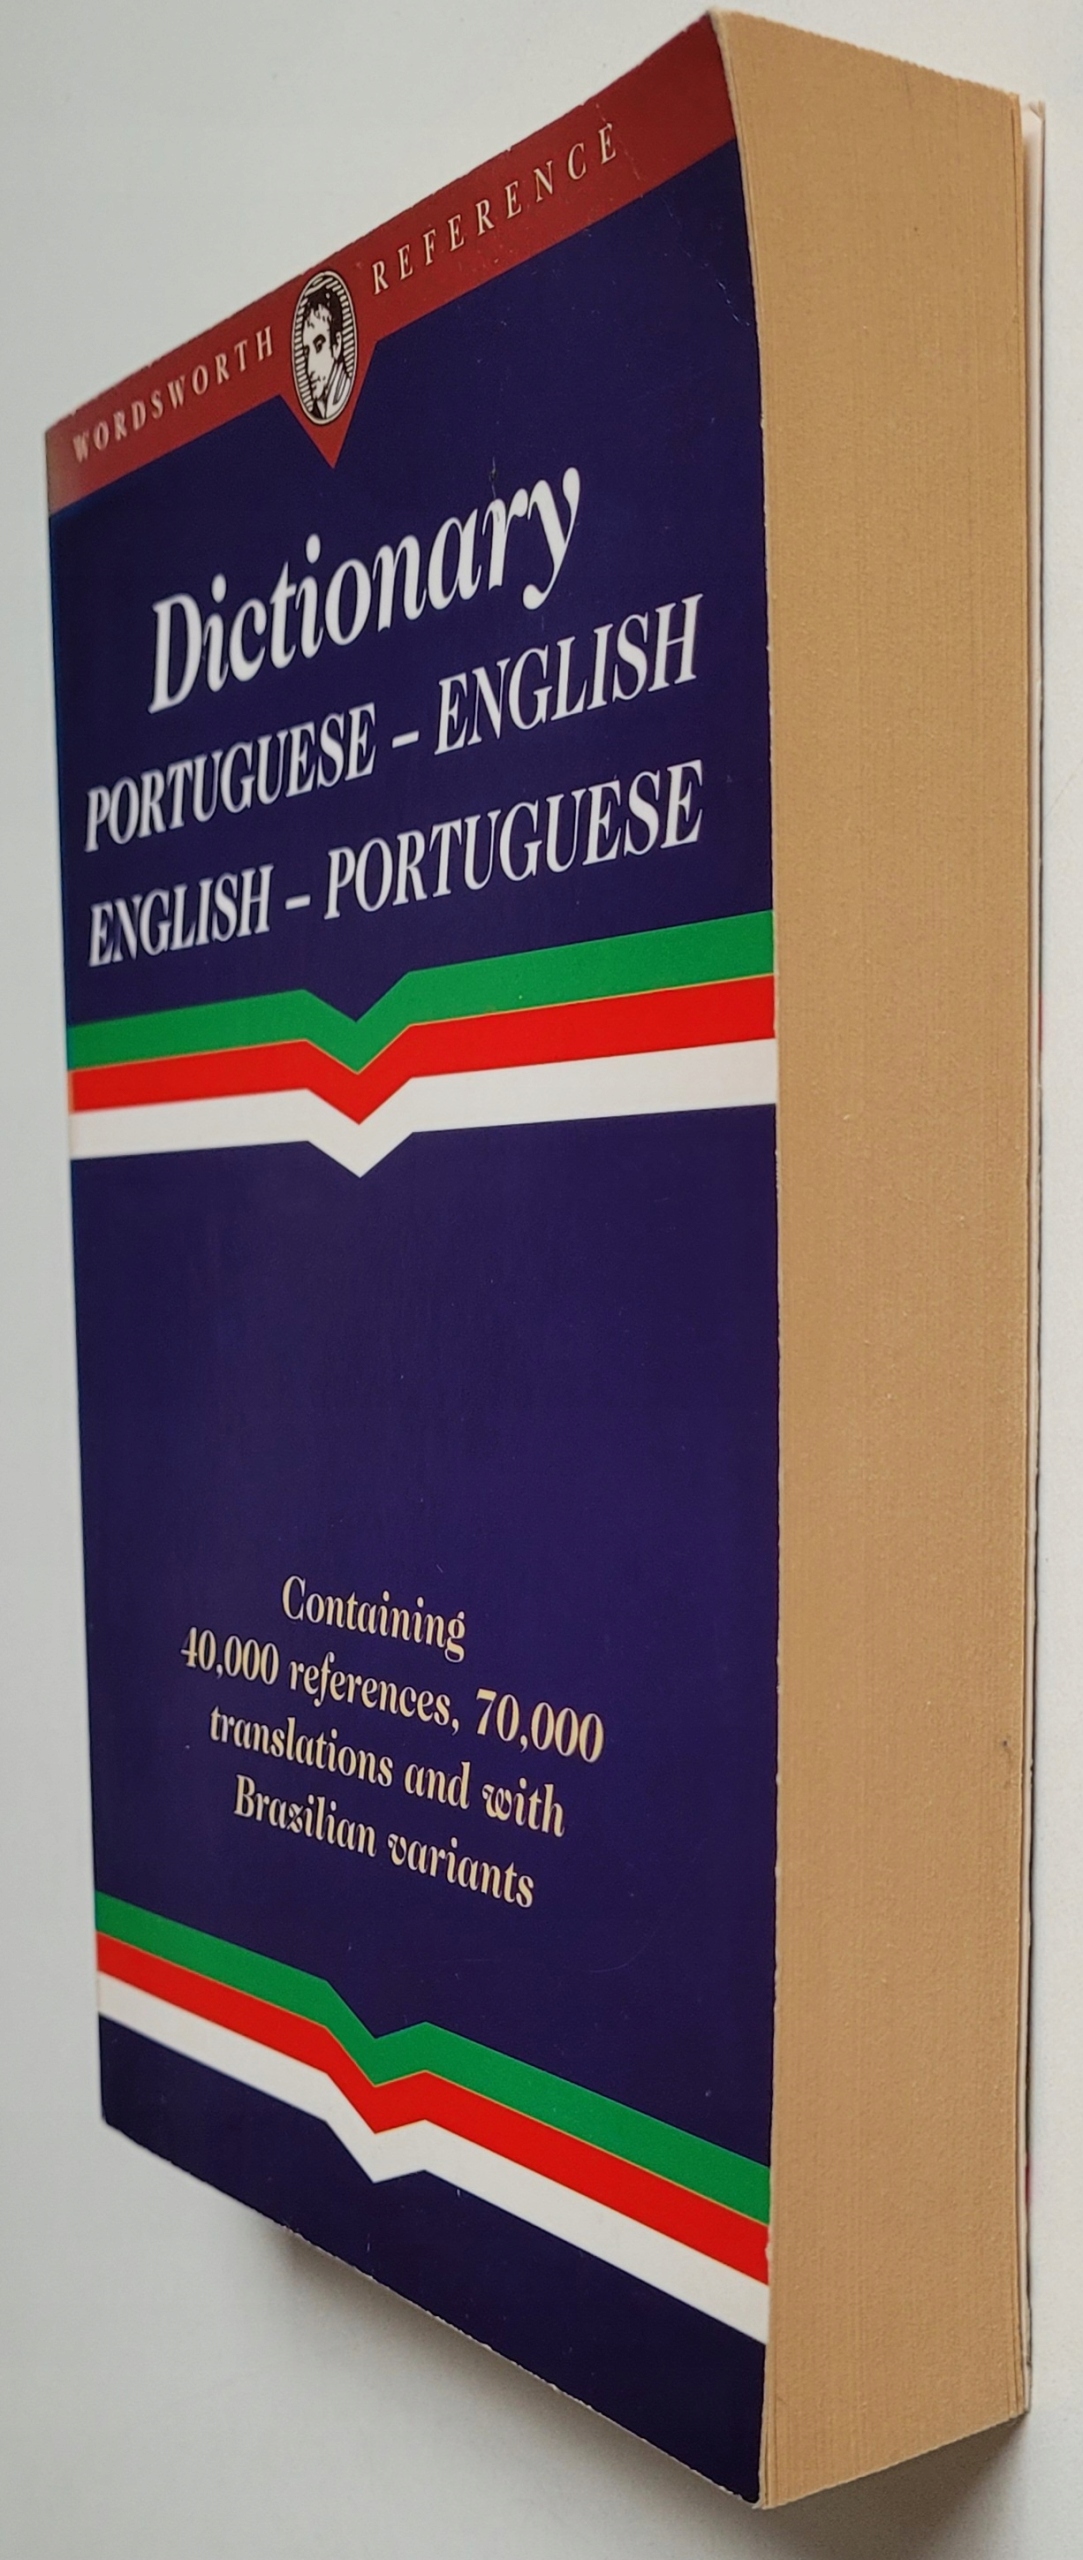 WORDSWORTH REFERENCE
Dictionary
PORTUGUESE – ENGLISH
ENGLISH – PORTUGUESE
Containing
40,000 references, 70,000
translations and with
Brazilian variants